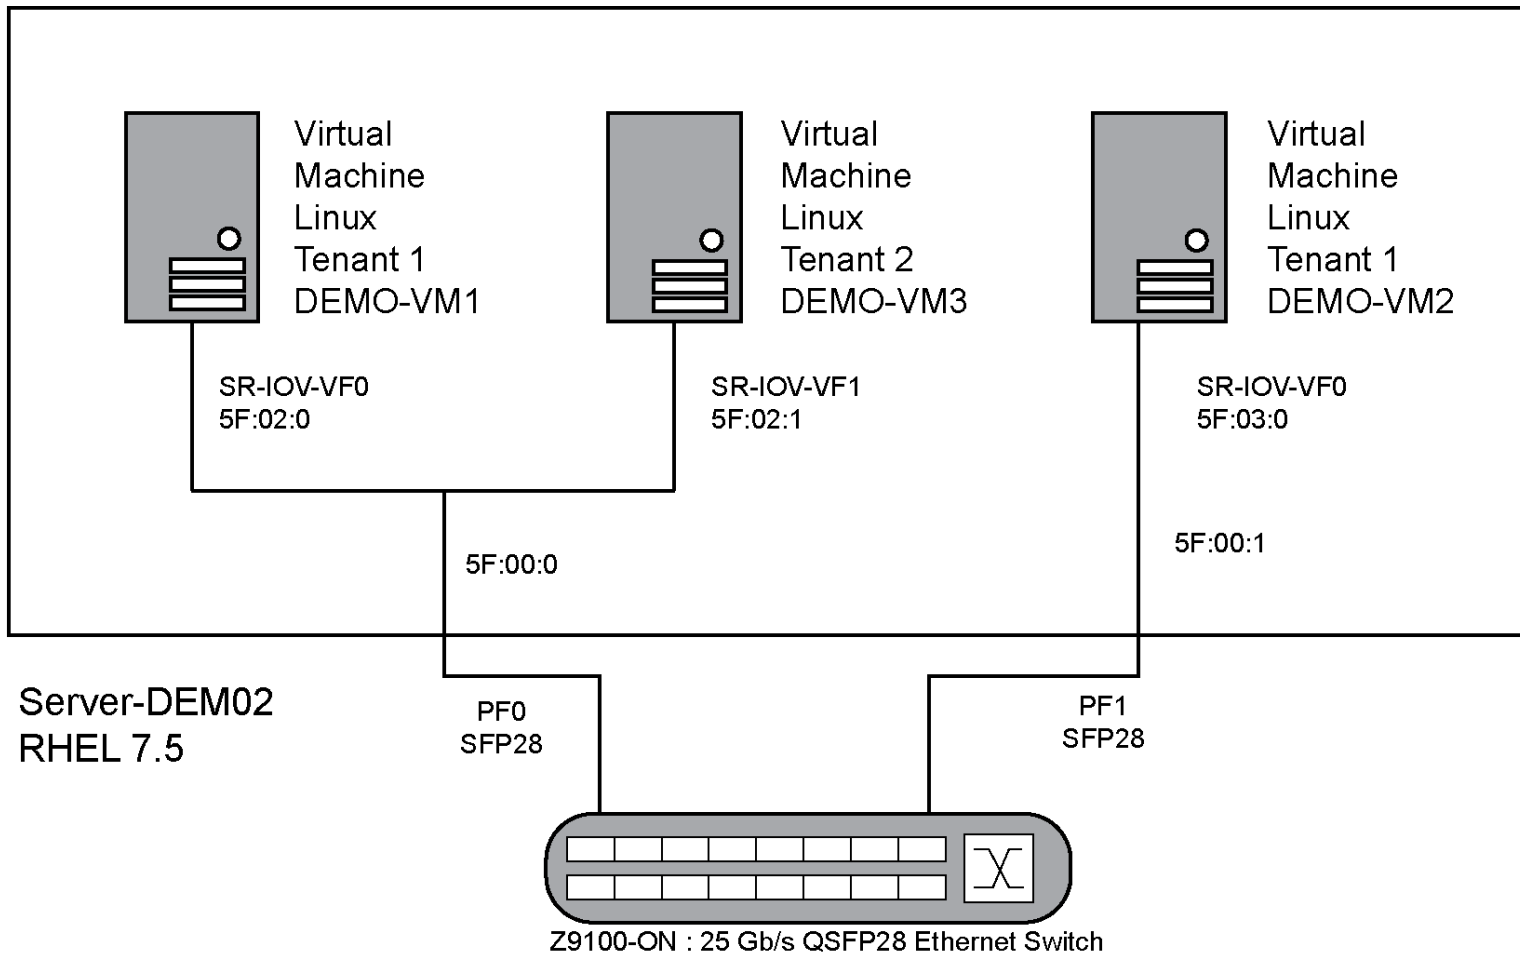 Virtual
Machine
Linux
Tenant 1
DEMO-VM1
Virtual
Machine
Linux
Tenant 2
DEMO-VM3
Virtual
Machine
Linux
Tenant 1
DEMO-VM2
SR-IOV-VF0
5F:02:0
SR-IOV-VF1
5F:02:1
SR-IOV-VF0
5F:03:0
5F:00:0
5F:00:1
Server-DEM02
RHEL 7.5
PF0
SFP28
PF1
SFP28
Z9100-ON : 25 Gb/s QSFP28 Ethernet Switch